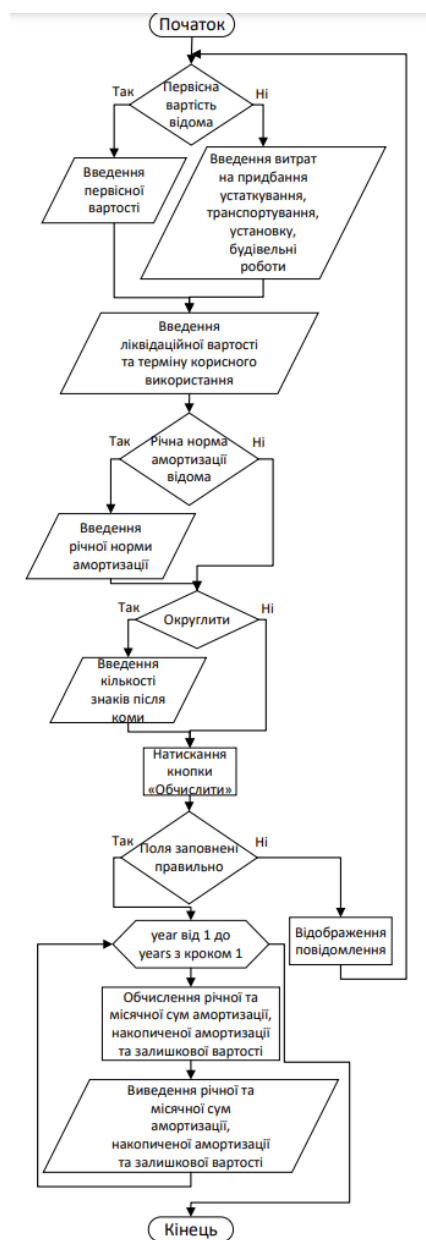 Початок
Первісна
вартість
відома
Так
Ні
Введення
первісної
вартості
Введення витрат
на придбання
устаткування,
транспортування,
установку,
будівельні
роботи
Введення
ліквідаційної вартості
та терміну корисного
використання
Так
Ні
Річна норма
амортизації
відома
Введення
річної норми
амортизації
Так
Ні
Округлити
Введення
кількості
знаків після
коми
Натискання
кнопки
«Обчислити»
Так
Ні
Поля заповнені
правильно
Відображення
повідомлення
year від 1 до
years з кроком 1
Обчислення річної та
місячної сум амортизації,
накопиченої амортизації
та залишкової вартості
Виведення річної та
місячної сум
амортизації,
накопиченої амортизації
та залишкової вартості
Кінець